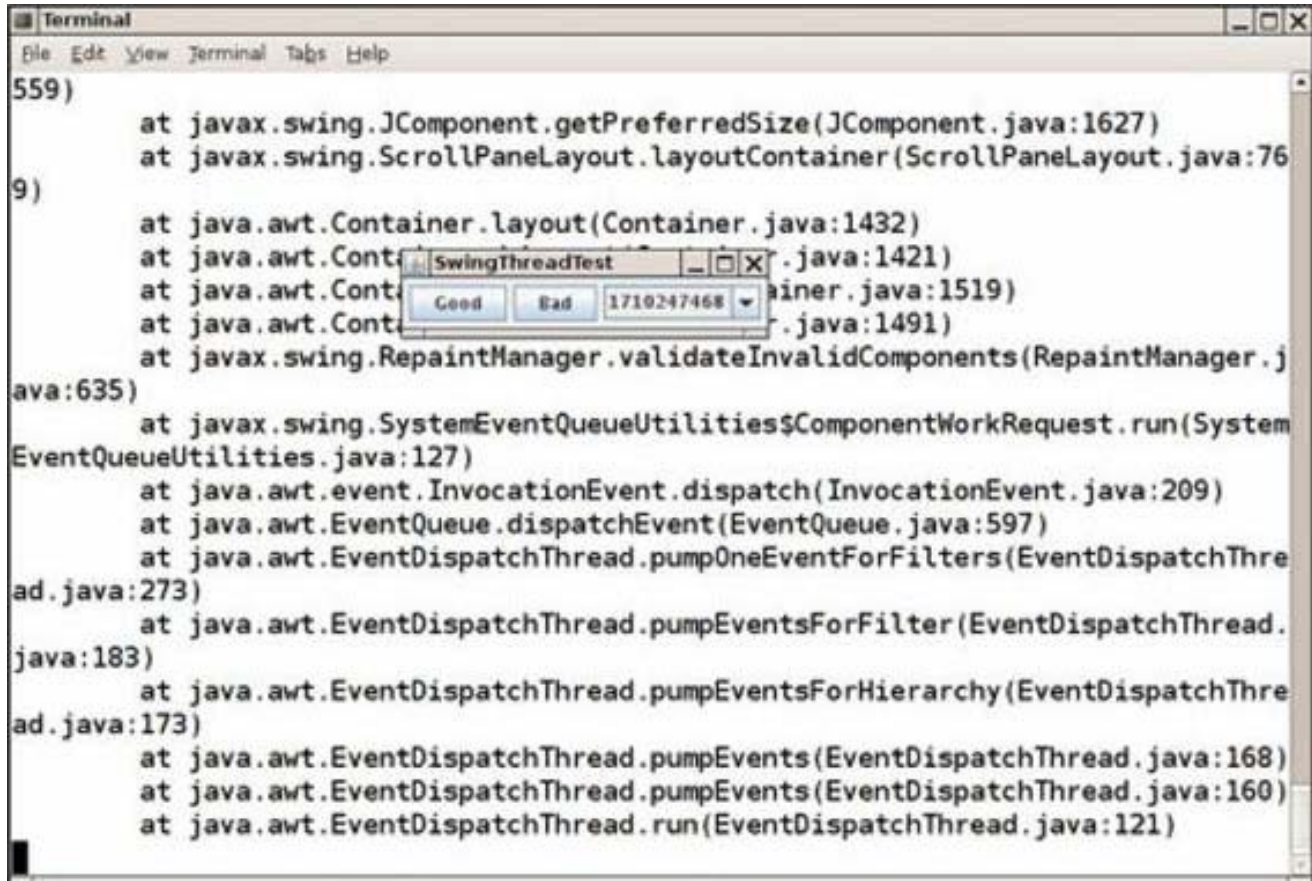 Terminal
File Edit View Terminal Tabs Help
559)
at javax.swing.JComponent.getPreferredSize(JComponent.java:1627)
at javax.swing.ScrollPaneLayout.layoutContainer(ScrollPaneLayout.java:76
9)
at java.awt.Container.layout(Container.java:1432)
at java.awt.Conta r.java:1421)
at java.awt.Conta ainer.java:1519)
at java.awt.Conta r.java:1491)
SwingThreadTest
Good Bad 1710247468
at javax.swing.RepaintManager.validateInvalidComponents(RepaintManager.j
ava:635)
at javax.swing.SystemEventQueueUtilities$ComponentWorkRequest.run(System
EventQueueUtilities.java:127)
at java.awt.event.InvocationEvent.dispatch(InvocationEvent.java:209)
at java.awt.EventQueue.dispatchEvent(EventQueue.java:597)
at java.awt.EventDispatchThread.pumpOneEventForFilters(EventDispatchThre
ad.java:273)
at java.awt.EventDispatchThread.pumpEventsForFilter(EventDispatchThread.
java:183)
at java.awt.EventDispatchThread.pumpEventsForHierarchy(EventDispatchThre
ad.java:173)
at java.awt.EventDispatchThread.pumpEvents(EventDispatchThread.java:168)
at java.awt.EventDispatchThread.pumpEvents(EventDispatchThread.java:160)
at java.awt.EventDispatchThread.run(EventDispatchThread.java:121)